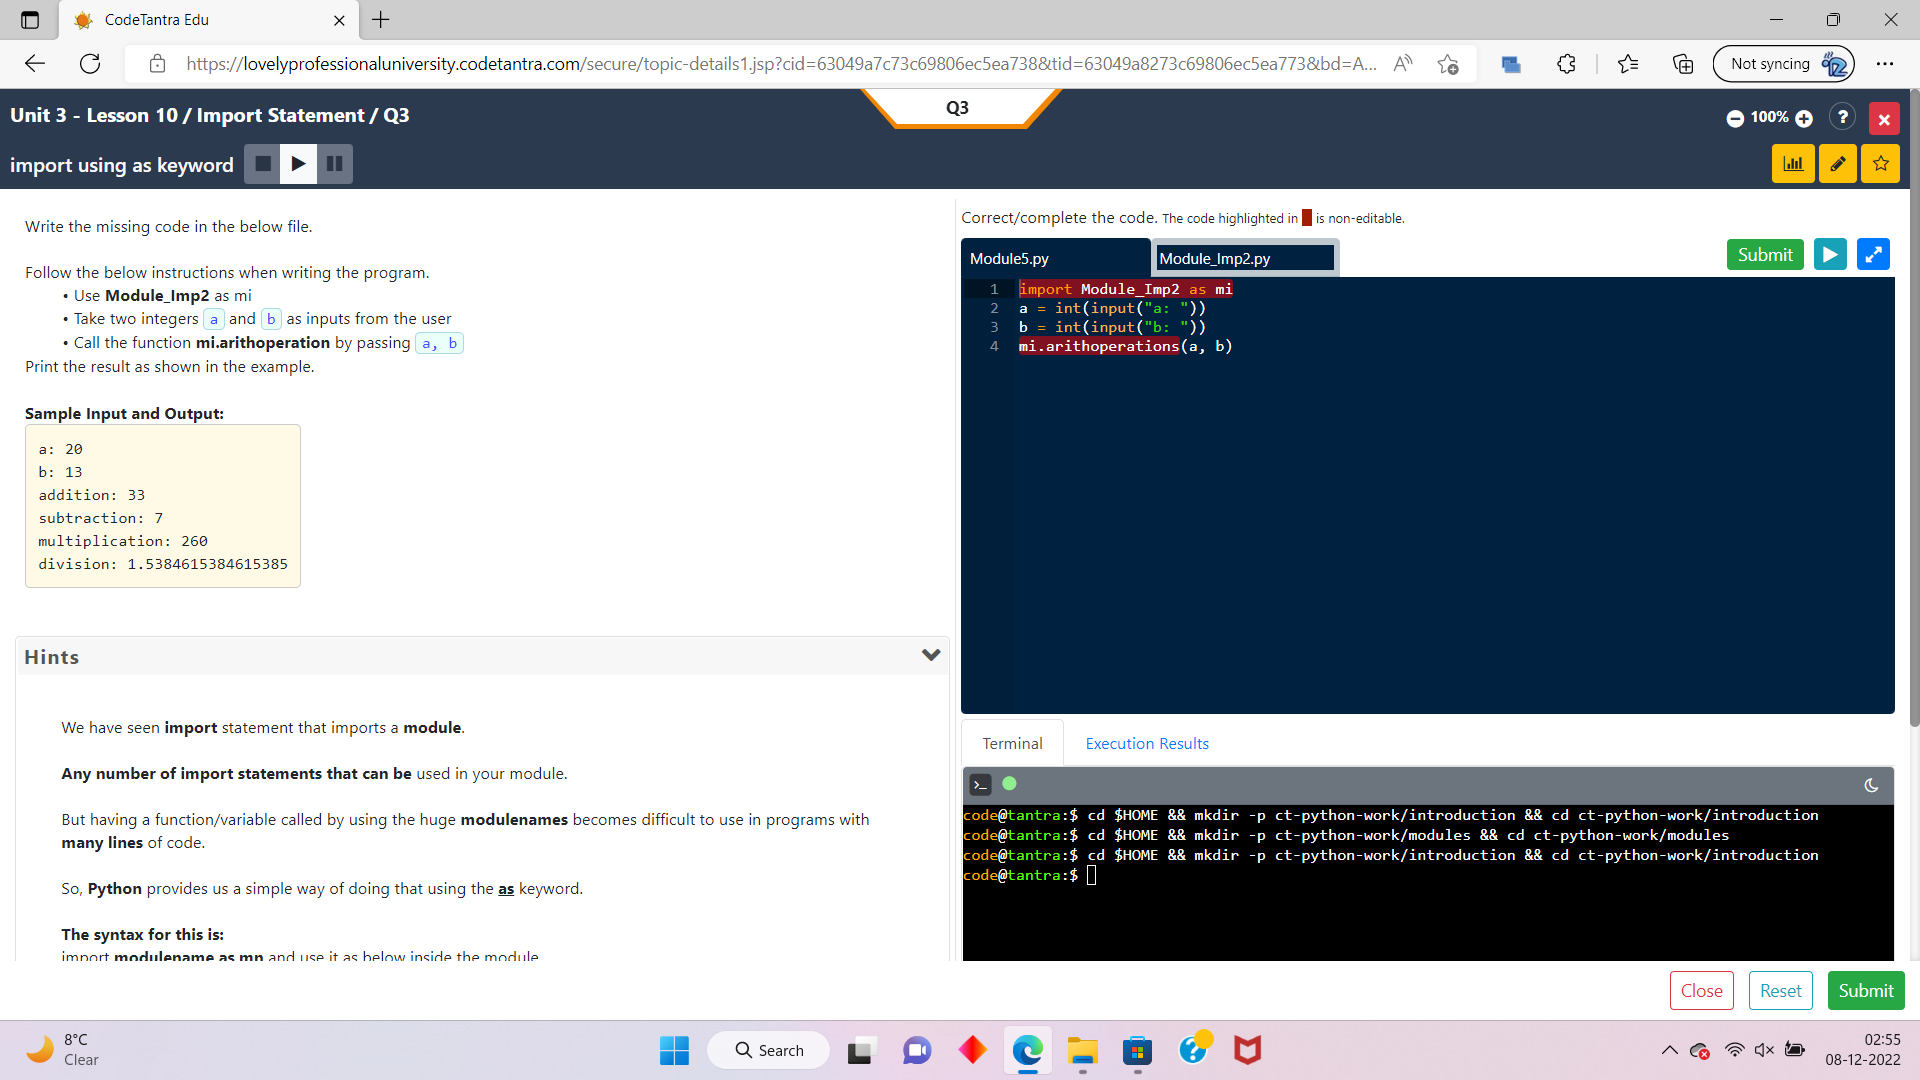 CodeTantra Edu
https://lovelyprofessionaluniversity.codetantra.com/secure/topic-details1.jsp?cid=63049a7c73c69806ec5ea738&tid=63049a8273c69806ec5ea773&bd=A...
Not syncing
Unit 3 - Lesson 10 / Import Statement / Q3
Q3
100%
?
import using as keyword
Write the missing code in the below file.
Follow the below instructions when writing the program.
• Use Module_Imp2 as mi
• Take two integers a and b as inputs from the user
• Call the function mi.arithoperation by passing a, b
Print the result as shown in the example.
Sample Input and Output:
a: 20
b: 13
addition: 33
subtraction: 7
multiplication: 260
division: 1.5384615384615385
Hints
We have seen import statement that imports a module.
Any number of import statements that can be used in your module.
But having a function/variable called by using the huge modulenames becomes difficult to use in programs with
many lines of code.
So, Python provides us a simple way of doing that using the as keyword.
The syntax for this is:
import modulename as mn and use it as below inside the module
Correct/complete the code. The code highlighted in is non-editable.
Module5.py
Module_Imp2.py
Submit
1 import Module_Imp2 as mi
2 a = int(input("a: "))
3 b = int(input("b: "))
4 mi.arithoperations(a, b)
Terminal
Execution Results
code@tantra:$ cd $HOME && mkdir -p ct-python-work/introduction && cd ct-python-work/introduction
code@tantra:$ cd $HOME && mkdir -p ct-python-work/modules && cd ct-python-work/modules
code@tantra:$ cd $HOME && mkdir -p ct-python-work/introduction && cd ct-python-work/introduction
code@tantra:$
Close
Reset
Submit
8°C
Clear
Search
02:55
08-12-2022